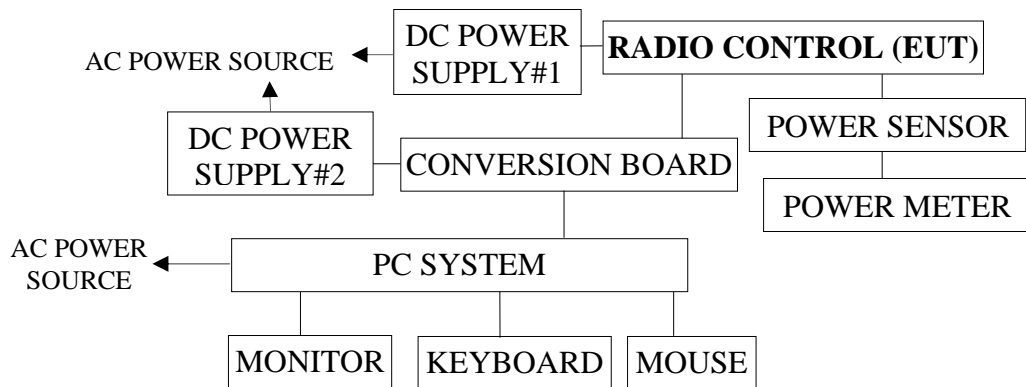 DC POWER
SUPPLY#1
RADIO CONTROL (EUT)
AC POWER SOURCE
DC POWER
SUPPLY#2
CONVERSION BOARD
POWER SENSOR
POWER METER
AC POWER
SOURCE
PC SYSTEM
MONITOR
KEYBOARD
MOUSE